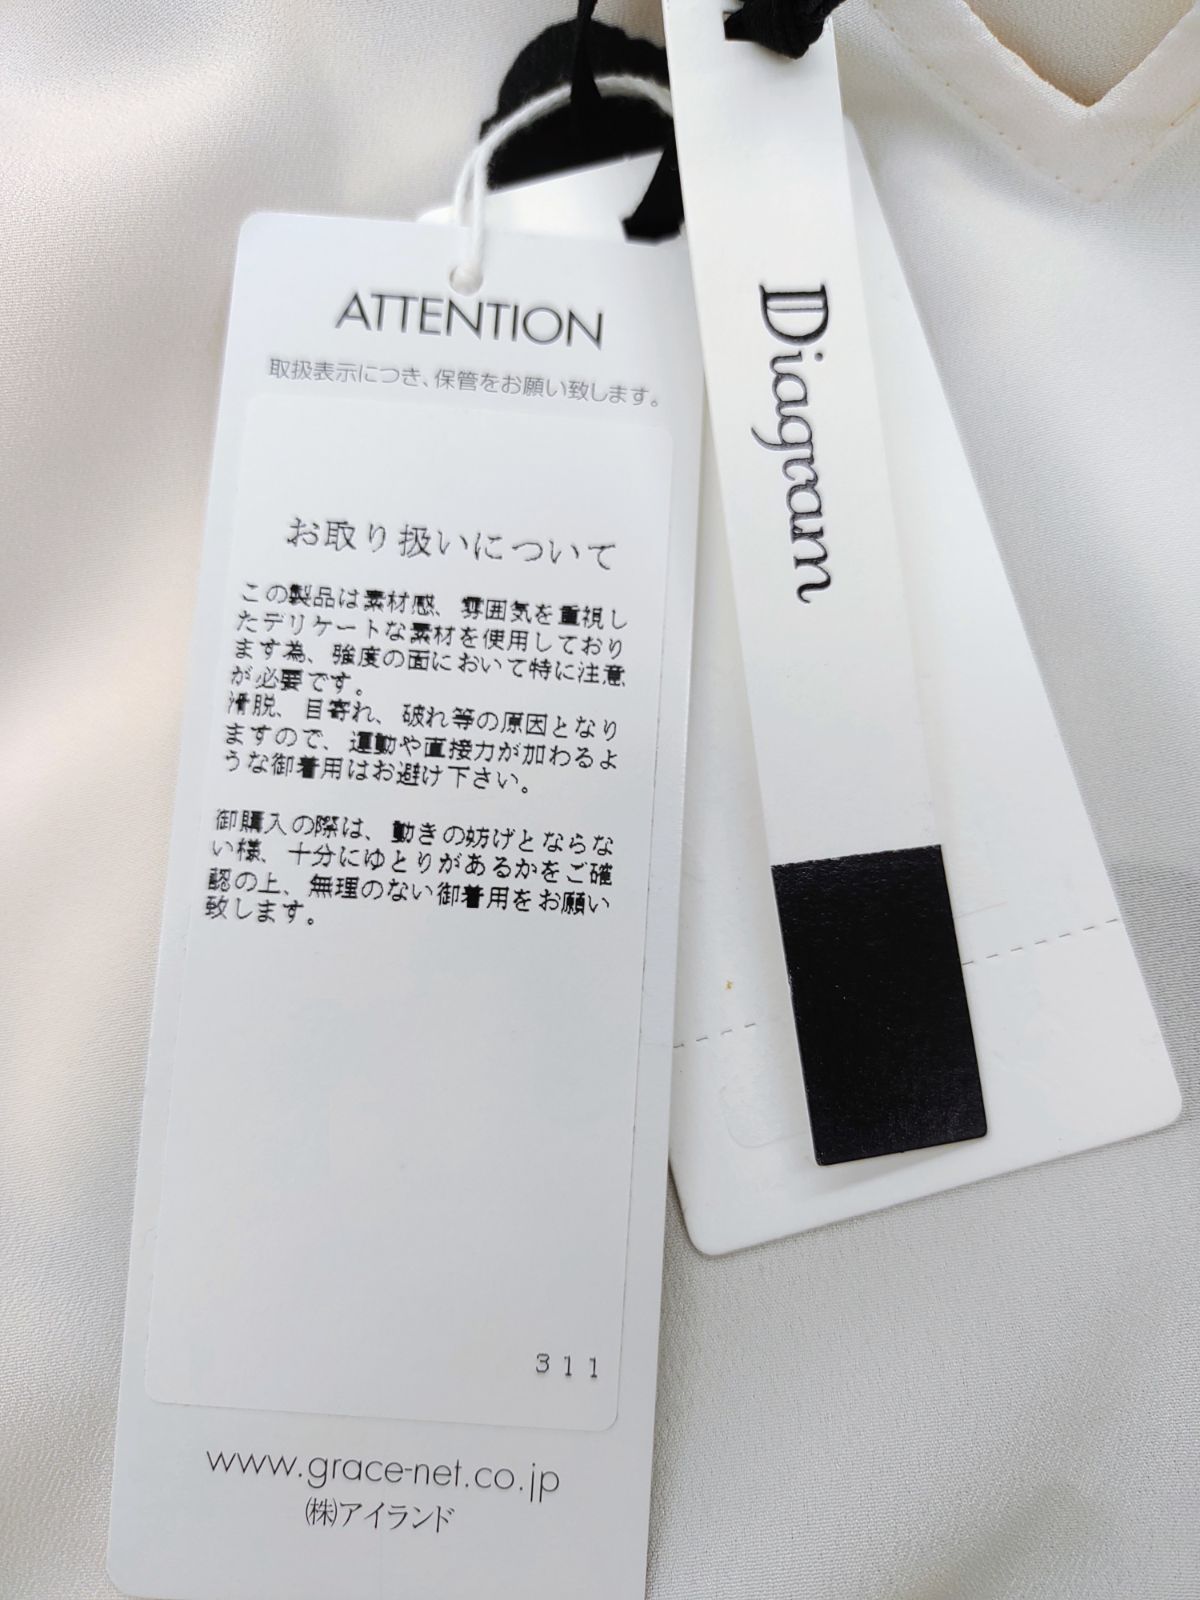 ATTENTION
取扱表示につき、保管をお願い致します。
お取り扱いについて
この製品は素材感、雰囲気を重視し
たデリケートな素材を使用しており
ます為、強度の面において特に注意
が必要です。
滑脱、目寄れ、破れ等の原因となり
ますので、運動や直接力が加わるよ
うな御着用はお避け下さい。
御購入の際は、動きの妨げとならな
い様、十分にゆとりがあるかをご確
認の上、無理のない御着用をお願い
致します。
311
www.grace-net.co.jp
㈱アイランド
Diagram